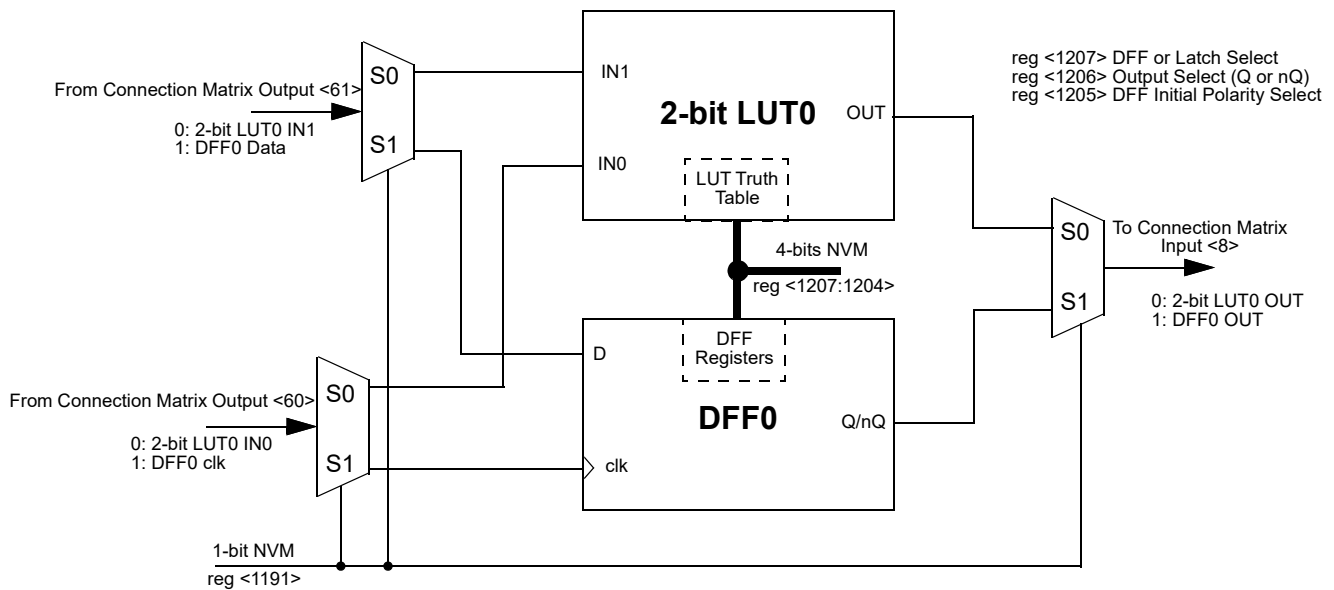 reg <1207> DFF or Latch Select
reg <1206> Output Select (Q or nQ)
reg <1205> DFF Initial Polarity Select
From Connection Matrix Output <61>
0: 2-bit LUT0 IN1
1: DFF0 Data
S0
S1
IN1
IN0
2-bit LUT0
OUT
LUT Truth
Table
4-bits NVM
reg <1207:1204>
S0
S1
To Connection Matrix
Input <8>
0: 2-bit LUT0 OUT
1: DFF0 OUT
From Connection Matrix Output <60>
0: 2-bit LUT0 IN0
1: DFF0 clk
S0
S1
D
DFF
Registers
DFF0
Q/nQ
clk
1-bit NVM
reg <1191>